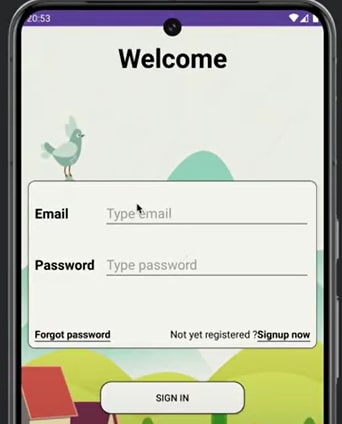 20:53
Welcome
Email Type email
Password Type password
Forgot password Not yet registered ?Signup now
SIGN IN